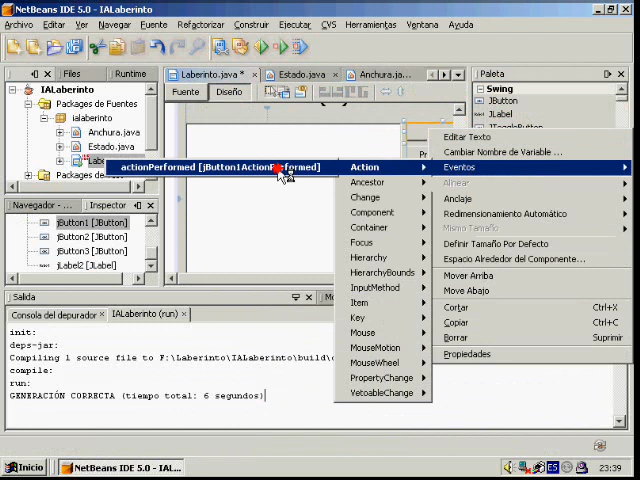 NetBeans IDE 5.0 - IALaberinto
Archivo Editar Ver Navegar Fuente Refactorizar Construir Ejecutar CVS Herramientas Ventana Ayuda
Files Runtime
IALaberinto
Packages de Fuentes
ialaberinto
Anchura.java
Estado.java
Packages de
Laberinto.java *
Estado.java
Anchura.ja...
Fuente Diseño
Paleta
Swing
JButton
JLabel
JToggleButton
Editar Texto
Cambiar Nombre de Variable ...
Eventos
Alinear
Anclaje
Redimensionamiento Automático
Mismo Tamaño
Definir Tamaño Por Defecto
Espacio Alrededor del Componente...
Mover Arriba
Mover Abajo
Cortar Ctrl+X
Copiar Ctrl+C
Borrar Suprimir
Propiedades
actionPerformed [jButton1ActionPerformed]
Action
Ancestor
Change
Component
Container
Focus
Hierarchy
HierarchyBounds
InputMethod
Item
Key
Mouse
MouseMotion
MouseWheel
PropertyChange
VetoableChange
Navegador -
jButton1 [JButton]
jButton2 [JButton]
jButton3 [JButton]
jLabel2 [JLabel]
Salida
Consola del depurador
IALaberinto (run)
init:
deps-jar:
Compiling 1 source file to F:\Laberinto\IALaberinto\build\
compile:
run:
GENERACIÓN CORRECTA (tiempo total: 6 segundos)
Inicio
NetBeans IDE 5.0 - IAL...
ES
23:39